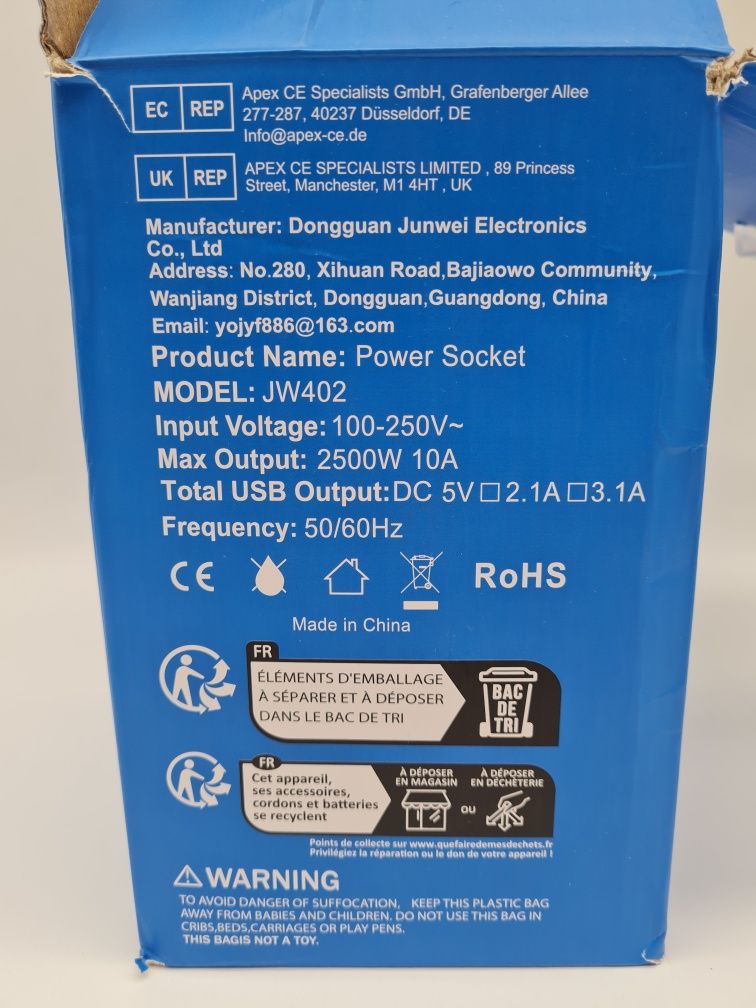 EC REP
Apex CE Specialists GmbH, Grafenberger Allee
277-287, 40237 Düsseldorf, DE
Info@apex-ce.de
UK REP
APEX CE SPECIALISTS LIMITED , 89 Princess
Street, Manchester, M1 4HT , UK
Manufacturer: Dongguan Junwei Electronics
Co., Ltd
Address: No.280, Xihuan Road,Bajiaowo Community,
Wanjiang District, Dongguan,Guangdong, China
Email: yojyf886@163.com
Product Name: Power Socket
MODEL: JW402
Input Voltage: 100-250V~
Max Output: 2500W 10A
Total USB Output:DC 5V □ 2.1A □ 3.1A
Frequency: 50/60Hz
CE RoHS
Made in China
FR
ÉLÉMENTS D'EMBALLAGE
À SÉPARER ET À DÉPOSER
DANS LE BAC DE TRI
BAC
DE
TRI
FR
Cet appareil,
ses accessoires,
cordons et batteries
se recyclent
À DÉPOSER
EN MAGASIN
OU
À DÉPOSER
EN DÉCHÈTERIE
Points de collecte sur www.quefairedemesdechets.fr
Privilégiez la réparation ou le don de votre appareil !
⚠ WARNING
TO AVOID DANGER OF SUFFOCATION, KEEP THIS PLASTIC BAG
AWAY FROM BABIES AND CHILDREN. DO NOT USE THIS BAG IN
CRIBS,BEDS,CARRIAGES OR PLAY PENS.
THIS BAGIS NOT A TOY.